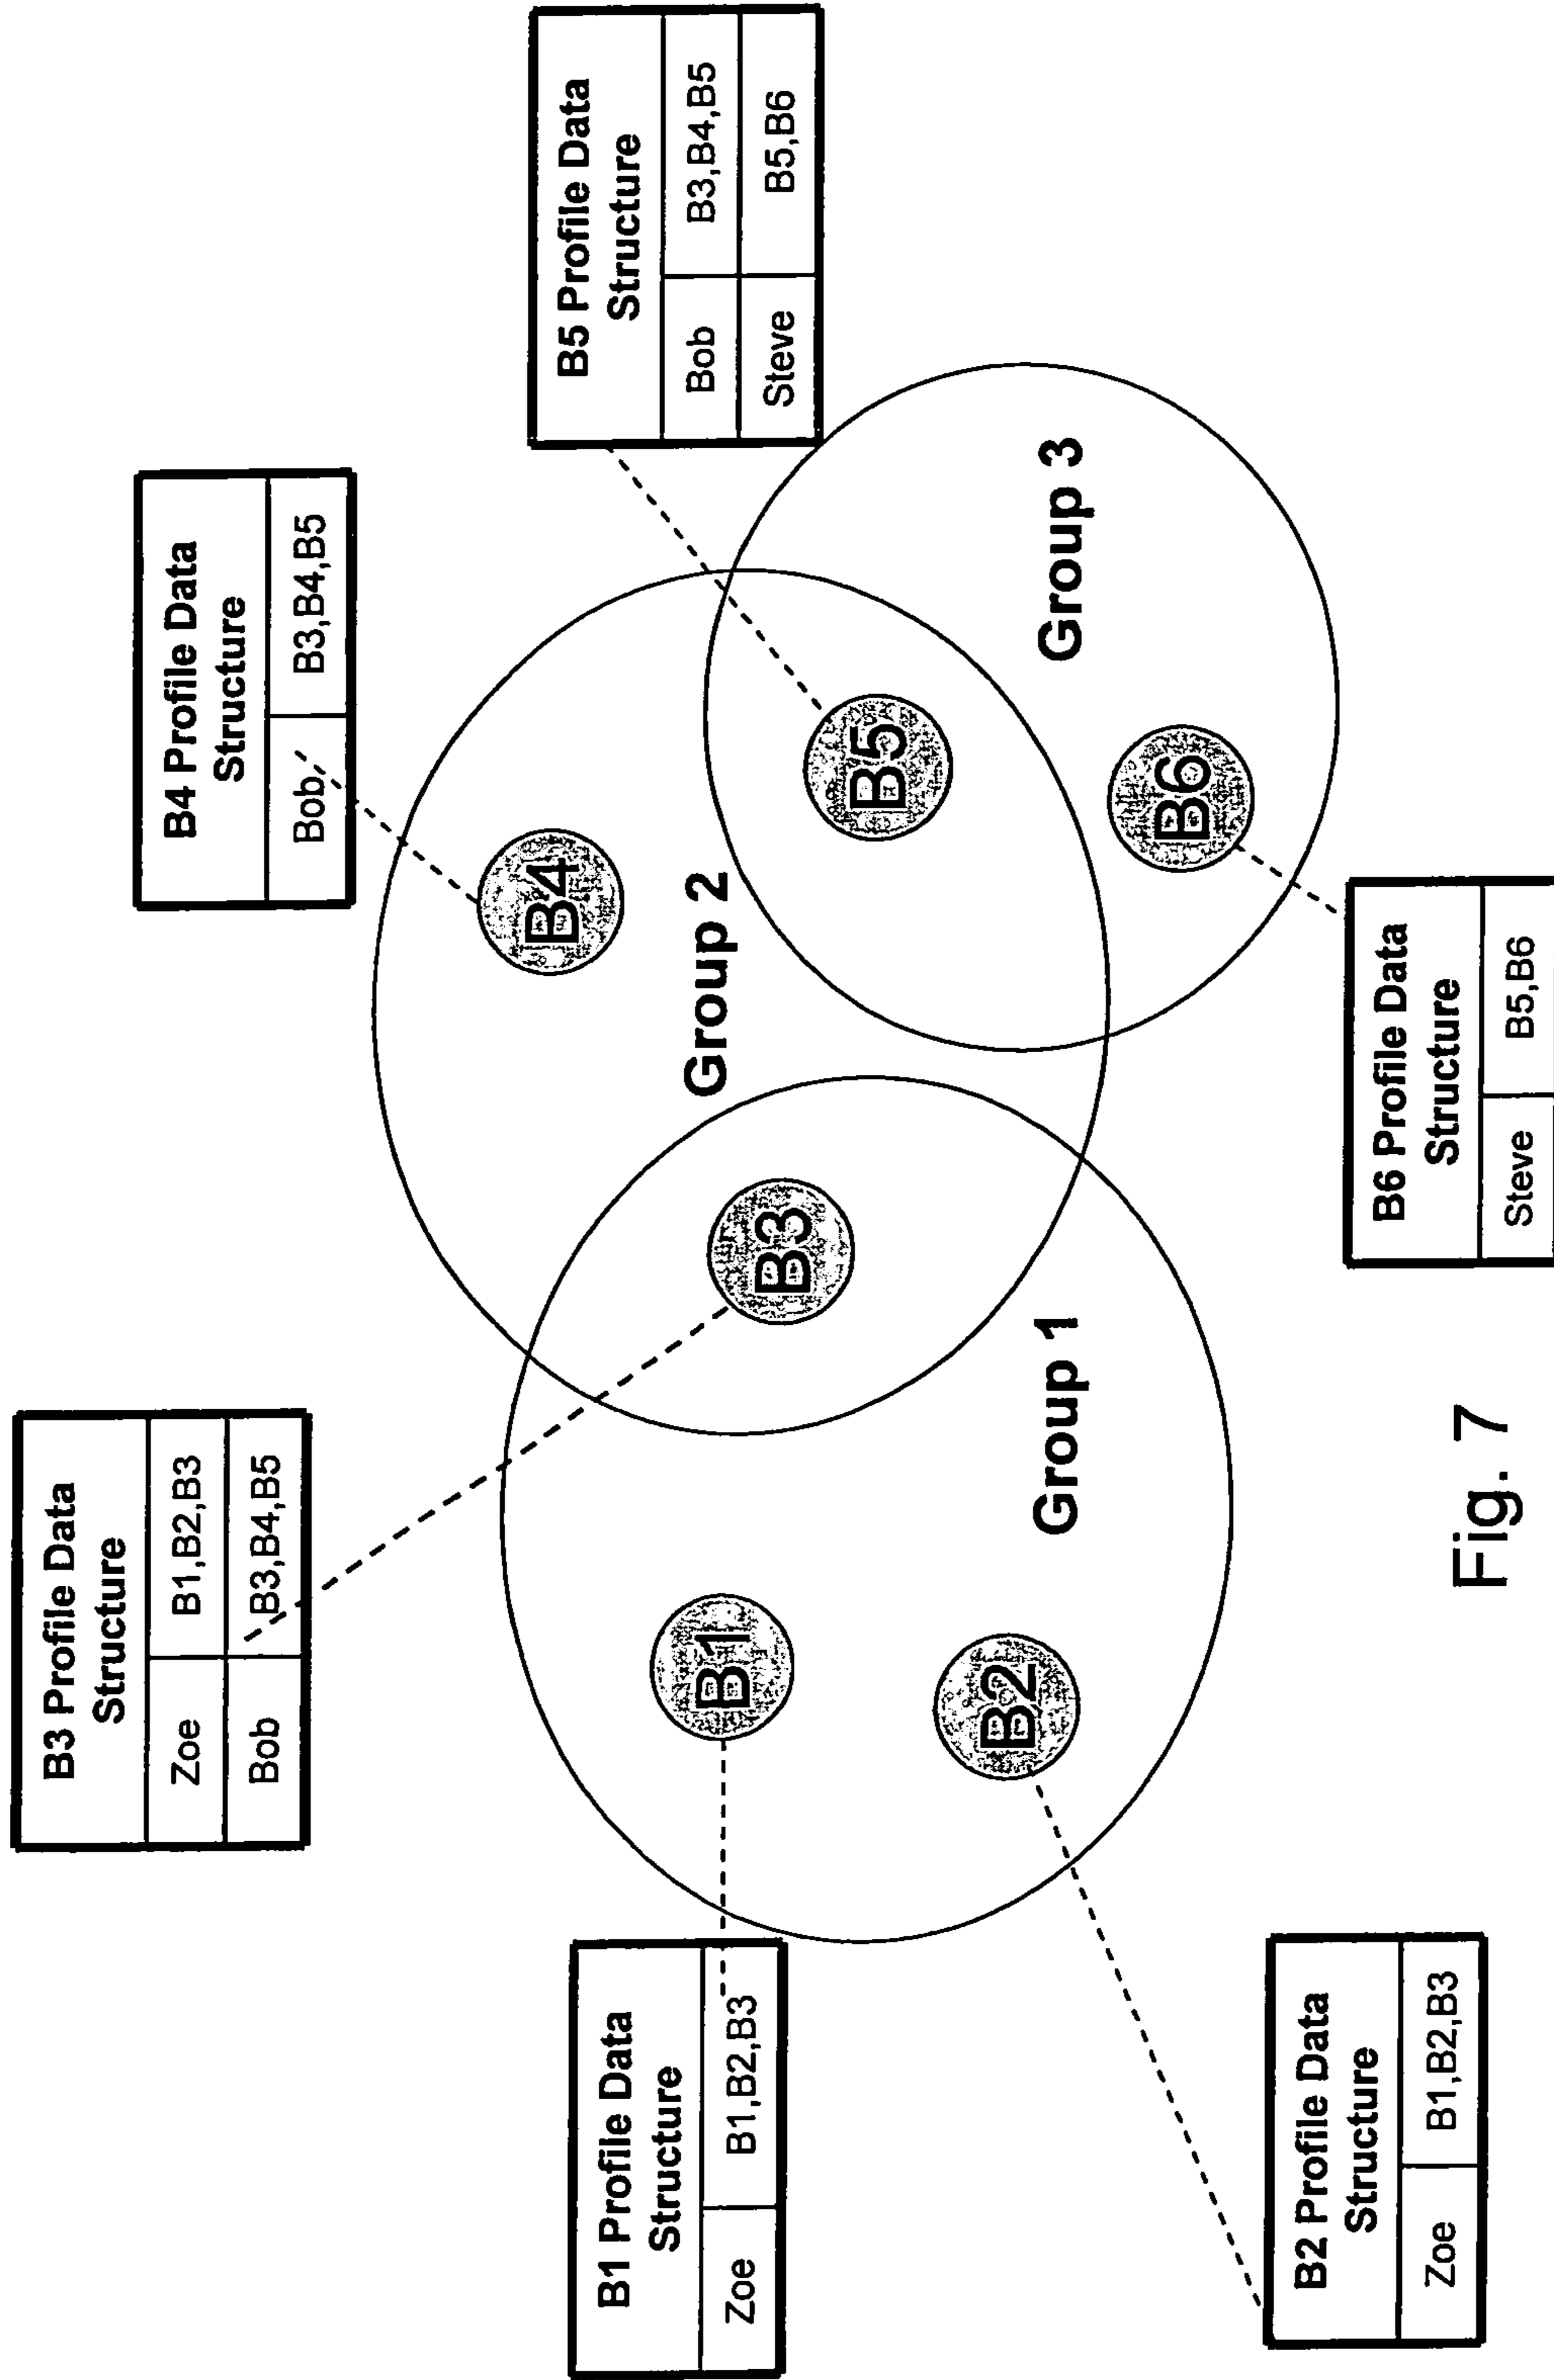 B3 Profile Data
Structure
Zoe B1,B2,B3
Bob B3,B4,B5
B4 Profile Data
Structure
Bob B3,B4,B5
B5 Profile Data
Structure
Bob B3,B4,B5
Steve B5,B6
B1 Profile Data
Structure
Zoe B1,B2,B3
B2 Profile Data
Structure
Zoe B1,B2,B3
B6 Profile Data
Structure
Steve B5,B6
B1
B2
B3
B4
B5
B6
Group 1
Group 2
Group 3
Fig. 7